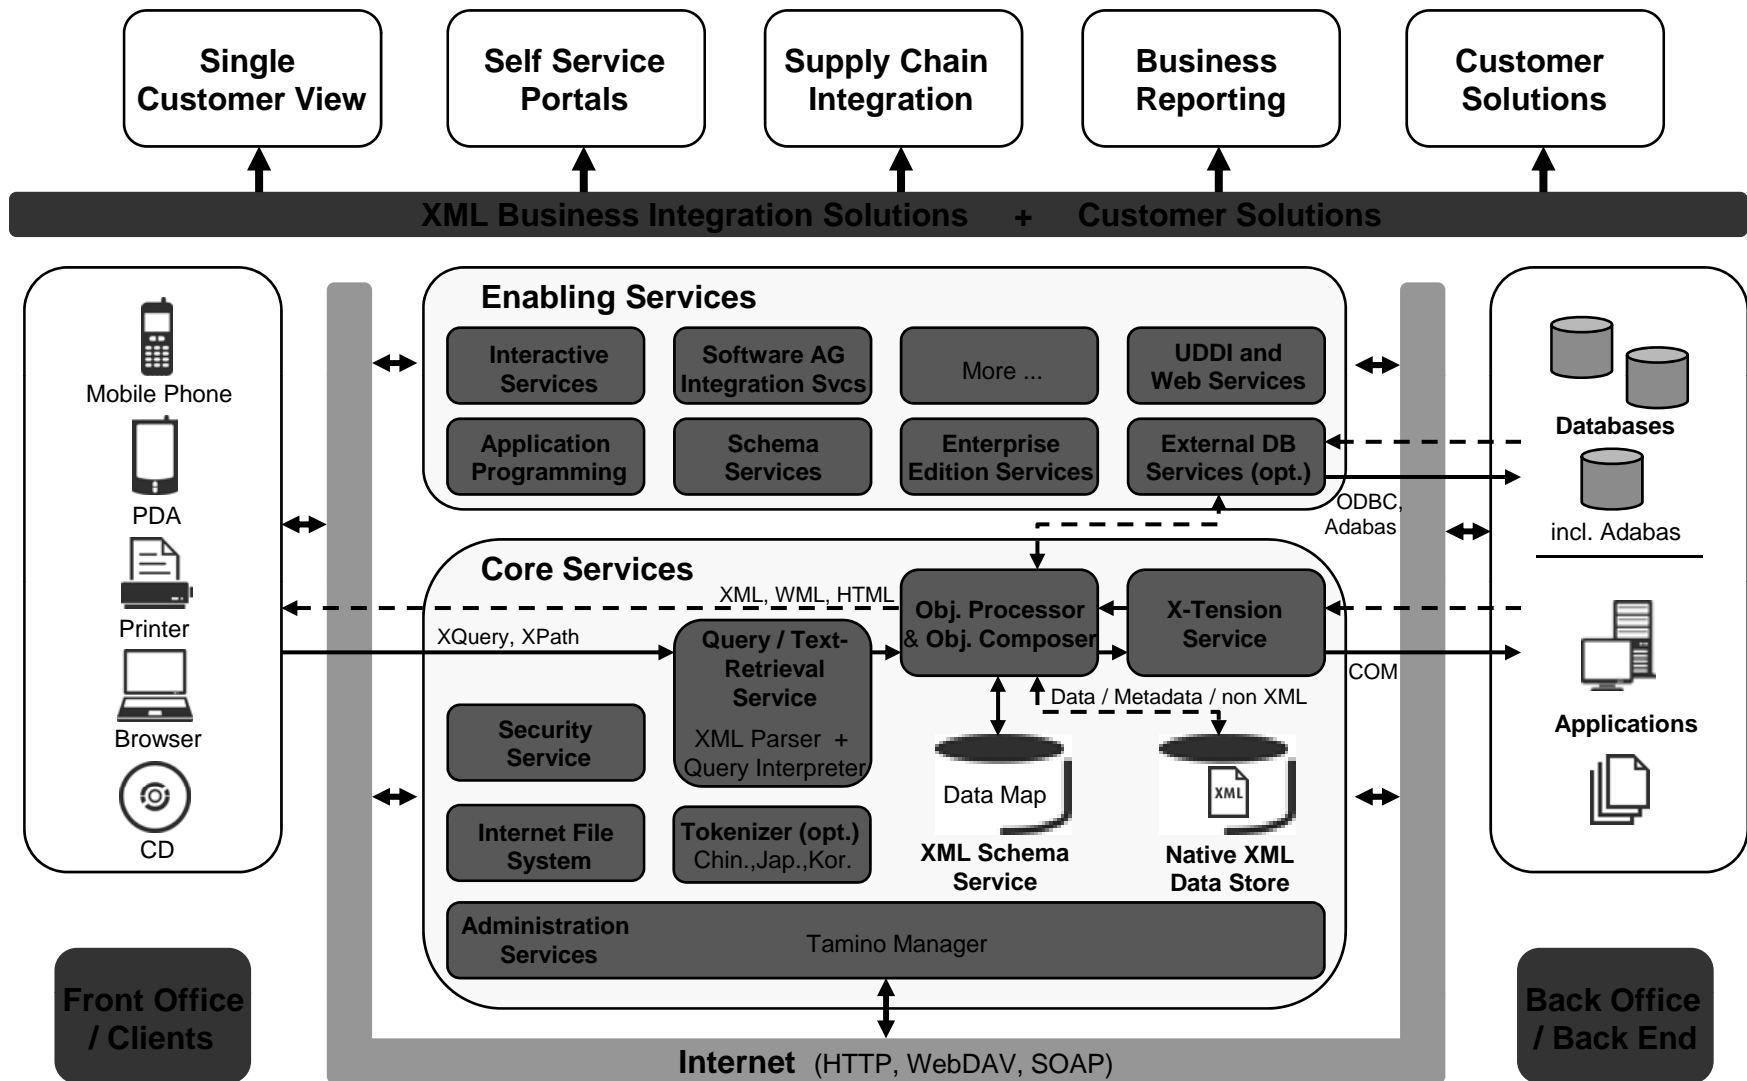 Single
Customer View
Self Service
Portals
Supply Chain
Integration
Business
Reporting
Customer
Solutions
XML Business Integration Solutions + Customer Solutions
Mobile Phone
PDA
Printer
Browser
CD
Front Office
/ Clients
Enabling Services
Interactive
Services
Software AG
Integration Svcs
More ...
UDDI and
Web Services
Application
Programming
Schema
Services
Enterprise
Edition Services
External DB
Services (opt.)
ODBC,
Adabas
Core Services
XML, WML, HTML
XQuery, XPath
Query / Text-
Retrieval
Service
XML Parser +
Query Interpreter
Obj. Processor
& Obj. Composer
X-Tension
Service
COM
Data / Metadata / non XML
Security
Service
Internet File
System
Tokenizer (opt.)
Chin.,Jap.,Kor.
Data Map
XML Schema
Service
XML
Native XML
Data Store
Administration
Services
Tamino Manager
Internet (HTTP, WebDAV, SOAP)
Databases
incl. Adabas
Applications
Back Office
/ Back End